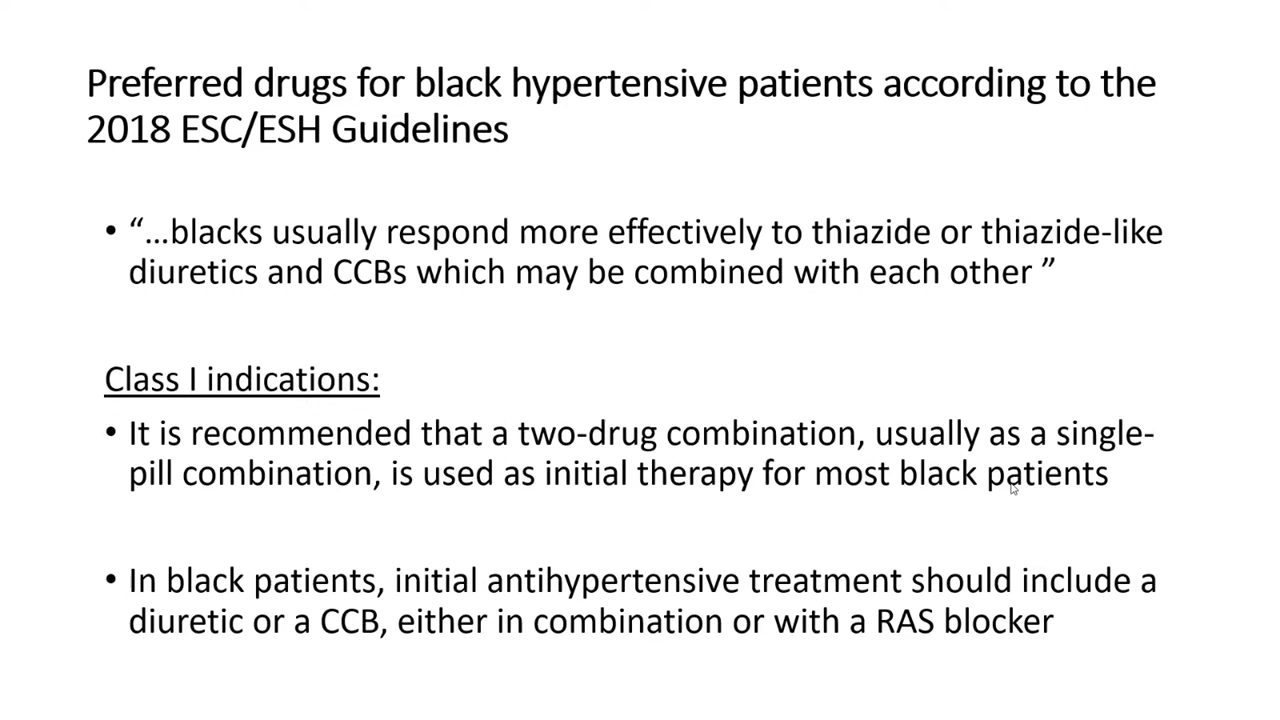 Preferred drugs for black hypertensive patients according to the
2018 ESC/ESH Guidelines
• “…blacks usually respond more effectively to thiazide or thiazide-like
diuretics and CCBs which may be combined with each other ”
Class I indications:
• It is recommended that a two-drug combination, usually as a single-
pill combination, is used as initial therapy for most black patients
• In black patients, initial antihypertensive treatment should include a
diuretic or a CCB, either in combination or with a RAS blocker